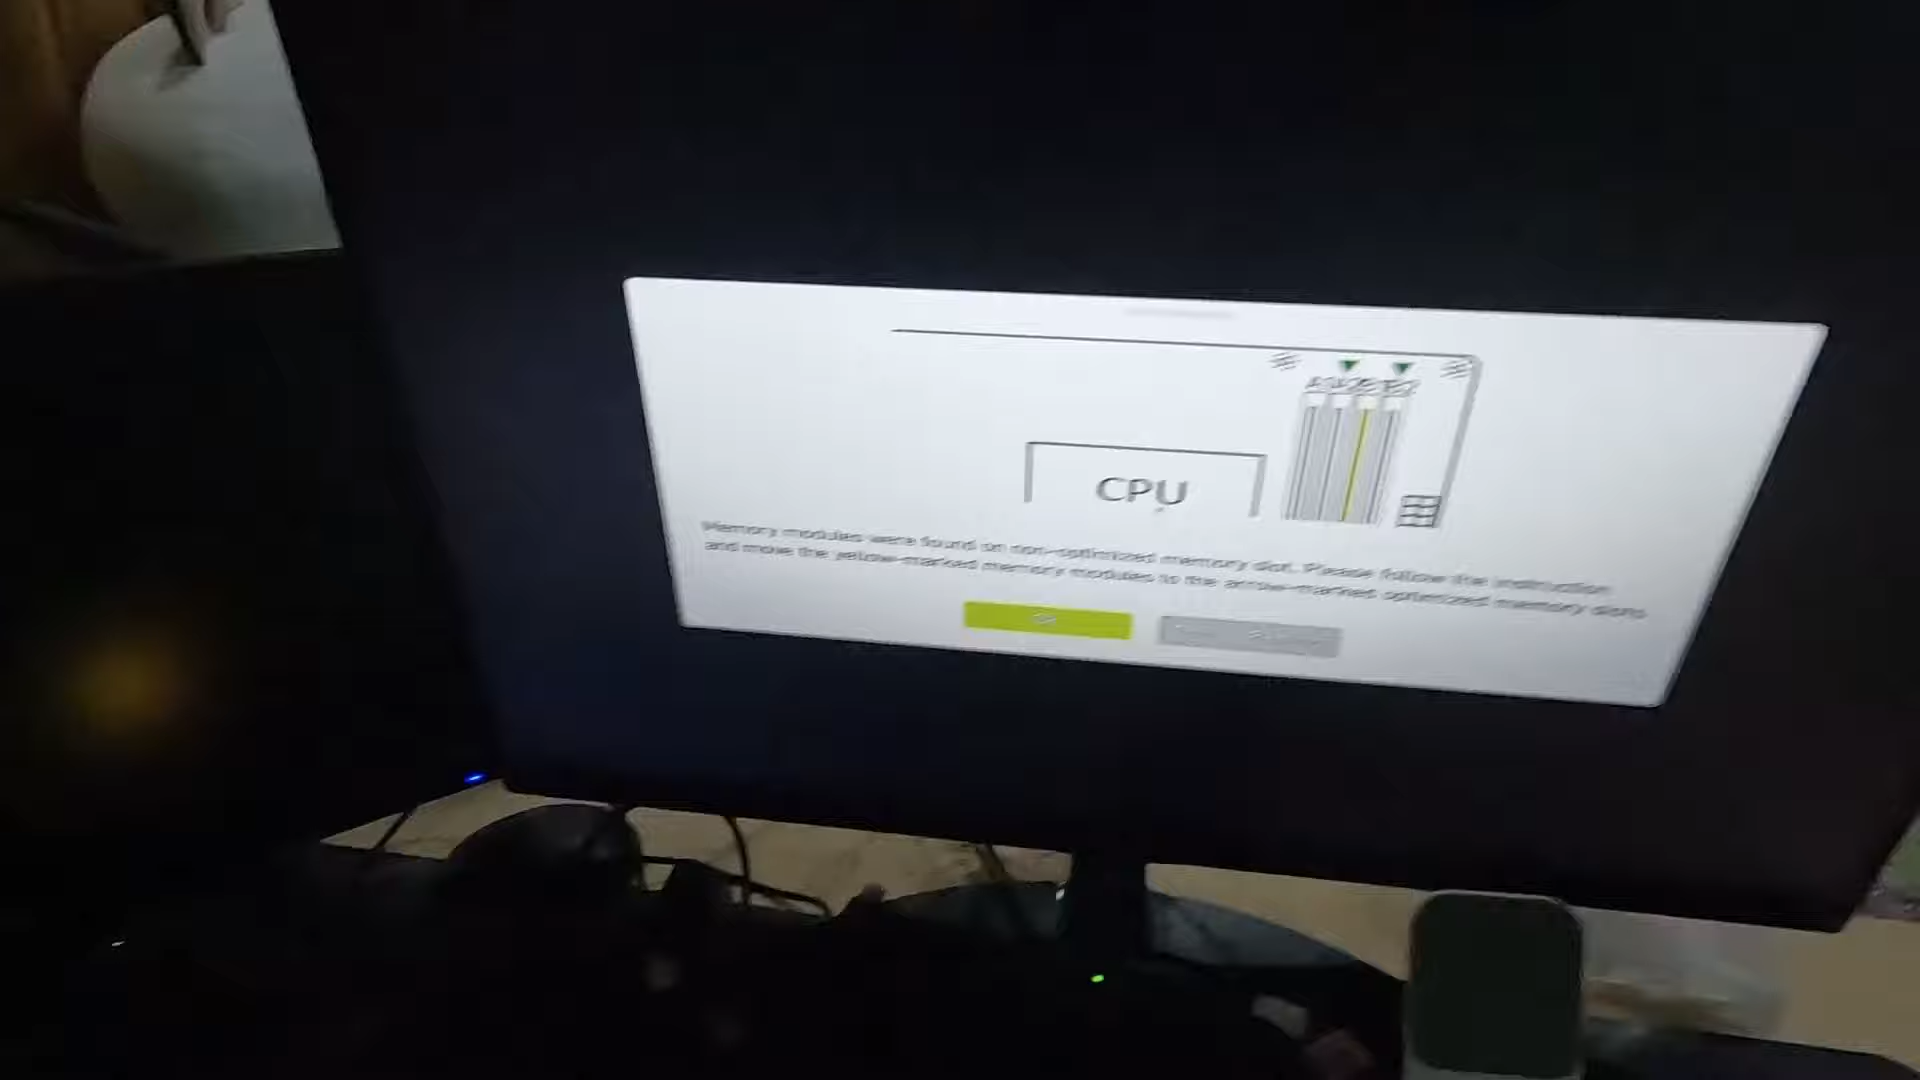 A1A2B1B2
CPU
Memory modules were found on non-optimized memory slot. Please follow the instruction
and move the yellow-marked memory modules to the arrow-marked optimized memory slots
OK